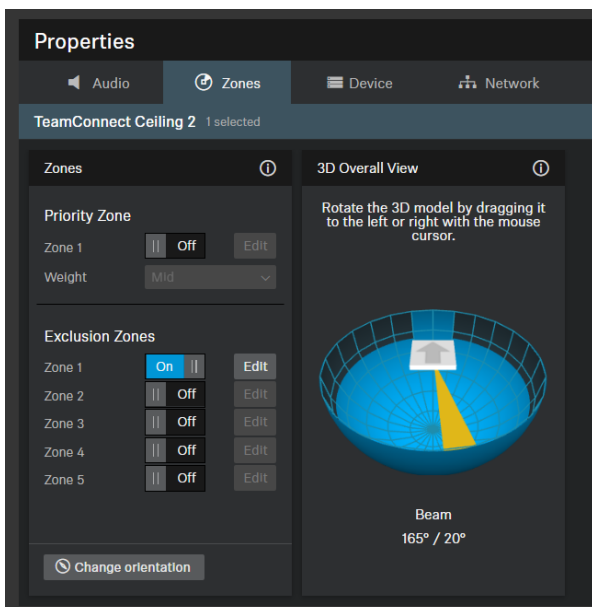 Properties
Audio
Zones
Device
Network
TeamConnect Ceiling 2 1 selected
Zones
Priority Zone
Zone 1 Off Edit
Weight Mid
Exclusion Zones
Zone 1 On Edit
Zone 2 Off Edit
Zone 3 Off Edit
Zone 4 Off Edit
Zone 5 Off Edit
Change orientation
3D Overall View
Rotate the 3D model by dragging it
to the left or right with the mouse
cursor.
Beam
165° / 20°